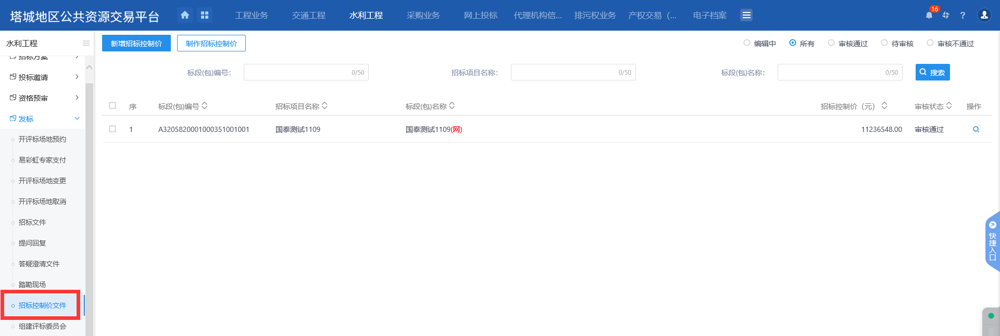 塔城地区公共资源交易平台
工程业务 交通工程 水利工程 采购业务 网上投标 代理机构信... 排污权业务 产权交易（... 电子档案
16
?
水利工程
新增招标控制价 制作招标控制价
编辑中 所有 审核通过 待审核 审核不通过
招标方案
投标邀请
资格预审
发标
开评标场地预约
易彩虹专家支付
开评标场地变更
开评标场地取消
招标文件
提问回复
答疑澄清文件
踏勘现场
招标控制价文件
组建评标委员会
标段(包)编号： 0/50 招标项目名称： 0/50 标段(包)名称： 0/50 搜索
序 标段(包)编号 招标项目名称 标段(包)名称 招标控制价（元） 审核状态 操作
1 A3205820001000351001001 国泰测试1109 国泰测试1109(网) 11236548.00 审核通过
快捷入口